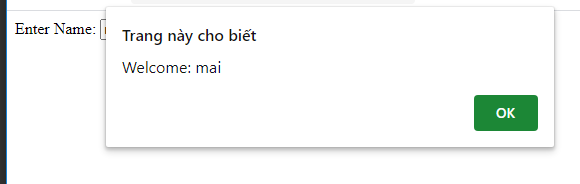 Enter Name:
Trang này cho biết
Welcome: mai
OK